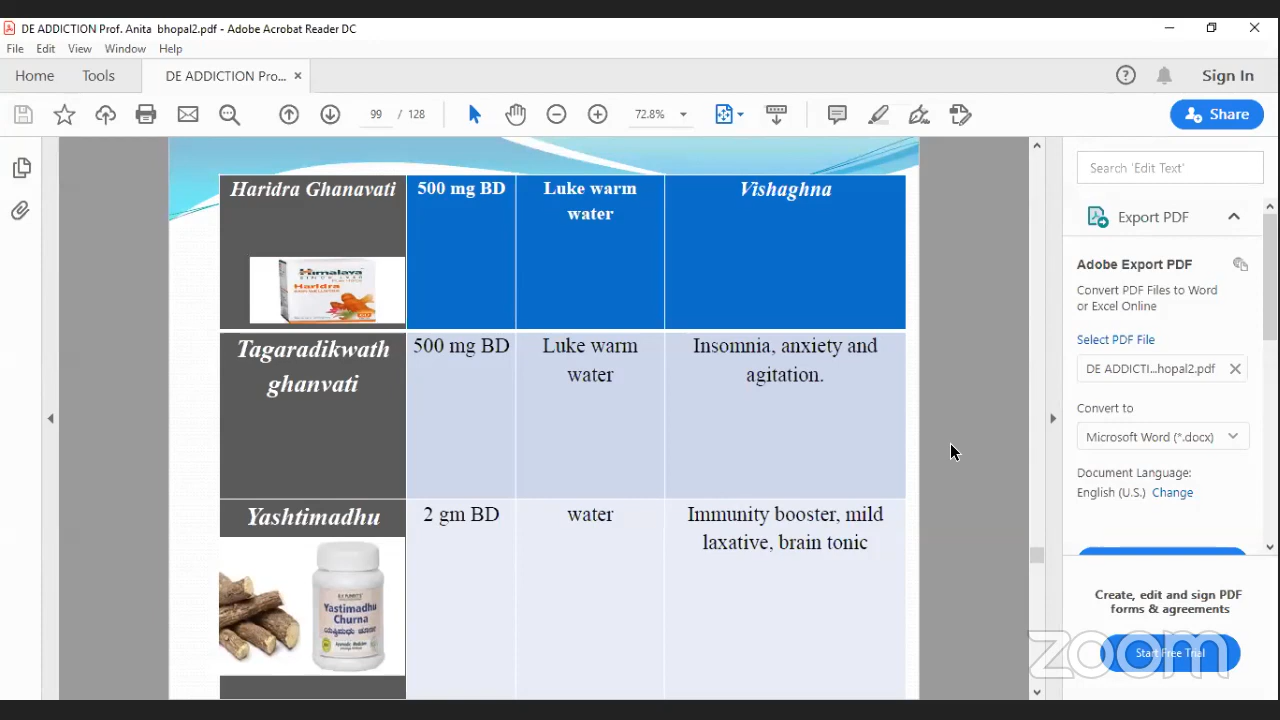 DE ADDICTION Prof. Anita bhopal2.pdf - Adobe Acrobat Reader DC
File Edit View Window Help
Home Tools DE ADDICTION Pro... ×
99 / 128 72.8% Share
Haridra Ghanavati 500 mg BD Luke warm Vishaghna
water
Himalaya
Haridra
Tagaradikwath 500 mg BD Luke warm Insomnia, anxiety and
ghanvati water agitation.
Yashtimadhu 2 gm BD water Immunity booster, mild
laxative, brain tonic
Yastimadhu
Churna
Sign In
Search 'Edit Text'
Export PDF
Adobe Export PDF
Convert PDF Files to Word
or Excel Online
Select PDF File
DE ADDICTI...hopal2.pdf
Convert to
Microsoft Word (*.docx)
Document Language:
English (U.S.) Change
Create, edit and sign PDF
forms & agreements
Start Free Trial
zoom